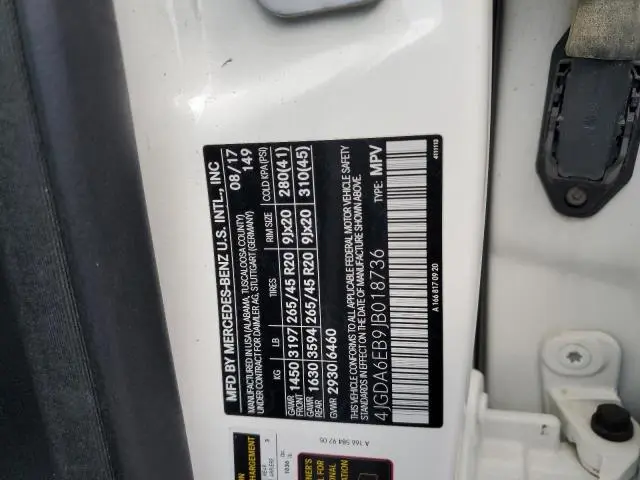 MFD BY MERCEDES-BENZ U.S. INTL., INC
MANUFACTURED IN USA (ALABAMA, TUSCALOOSA COUNTY) 08/17
UNDER CONTRACT FOR DAIMLER AG, STUTTGART (GERMANY) 149
KG LB TIRES RIM SIZE COLD KPA(PSI)
GAWR FRONT 1450 3197 265/45 R20 9Jx20 280(41)
GAWR REAR 1630 3594 265/45 R20 9Jx20 310(45)
GVWR 2930 6460
THIS VEHICLE CONFORMS TO ALL APPLICABLE FEDERAL MOTOR VEHICLE SAFETY
STANDARDS IN EFFECT ON THE DATE OF MANUFACTURE SHOWN ABOVE.
4JGDA6EB9JB018736 TYPE: MPV
A 166 817 09 20
A 166 584 97 05